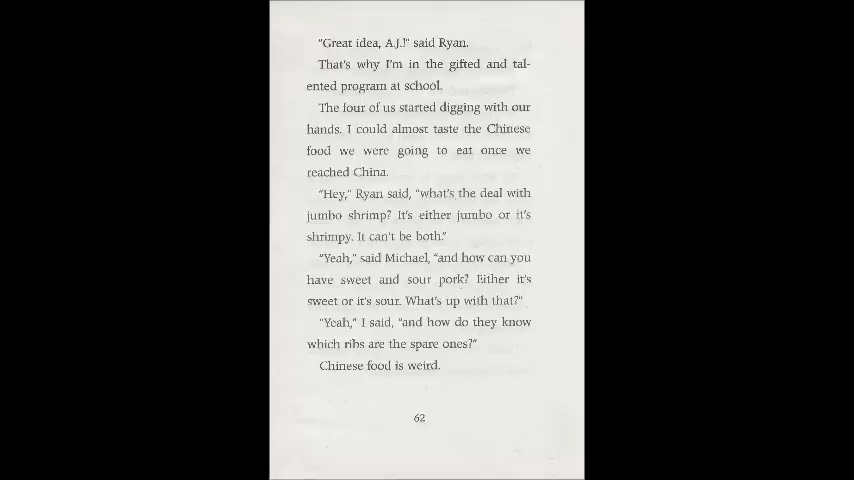 "Great idea, A.J.!" said Ryan.
That's why I'm in the gifted and tal-
ented program at school.
The four of us started digging with our
hands. I could almost taste the Chinese
food we were going to eat once we
reached China.
"Hey," Ryan said, "what's the deal with
jumbo shrimp? It's either jumbo or it's
shrimpy. It can't be both."
"Yeah," said Michael, "and how can you
have sweet and sour pork? Either it's
sweet or it's sour. What's up with that?"
"Yeah," I said, "and how do they know
which ribs are the spare ones?"
Chinese food is weird.
62